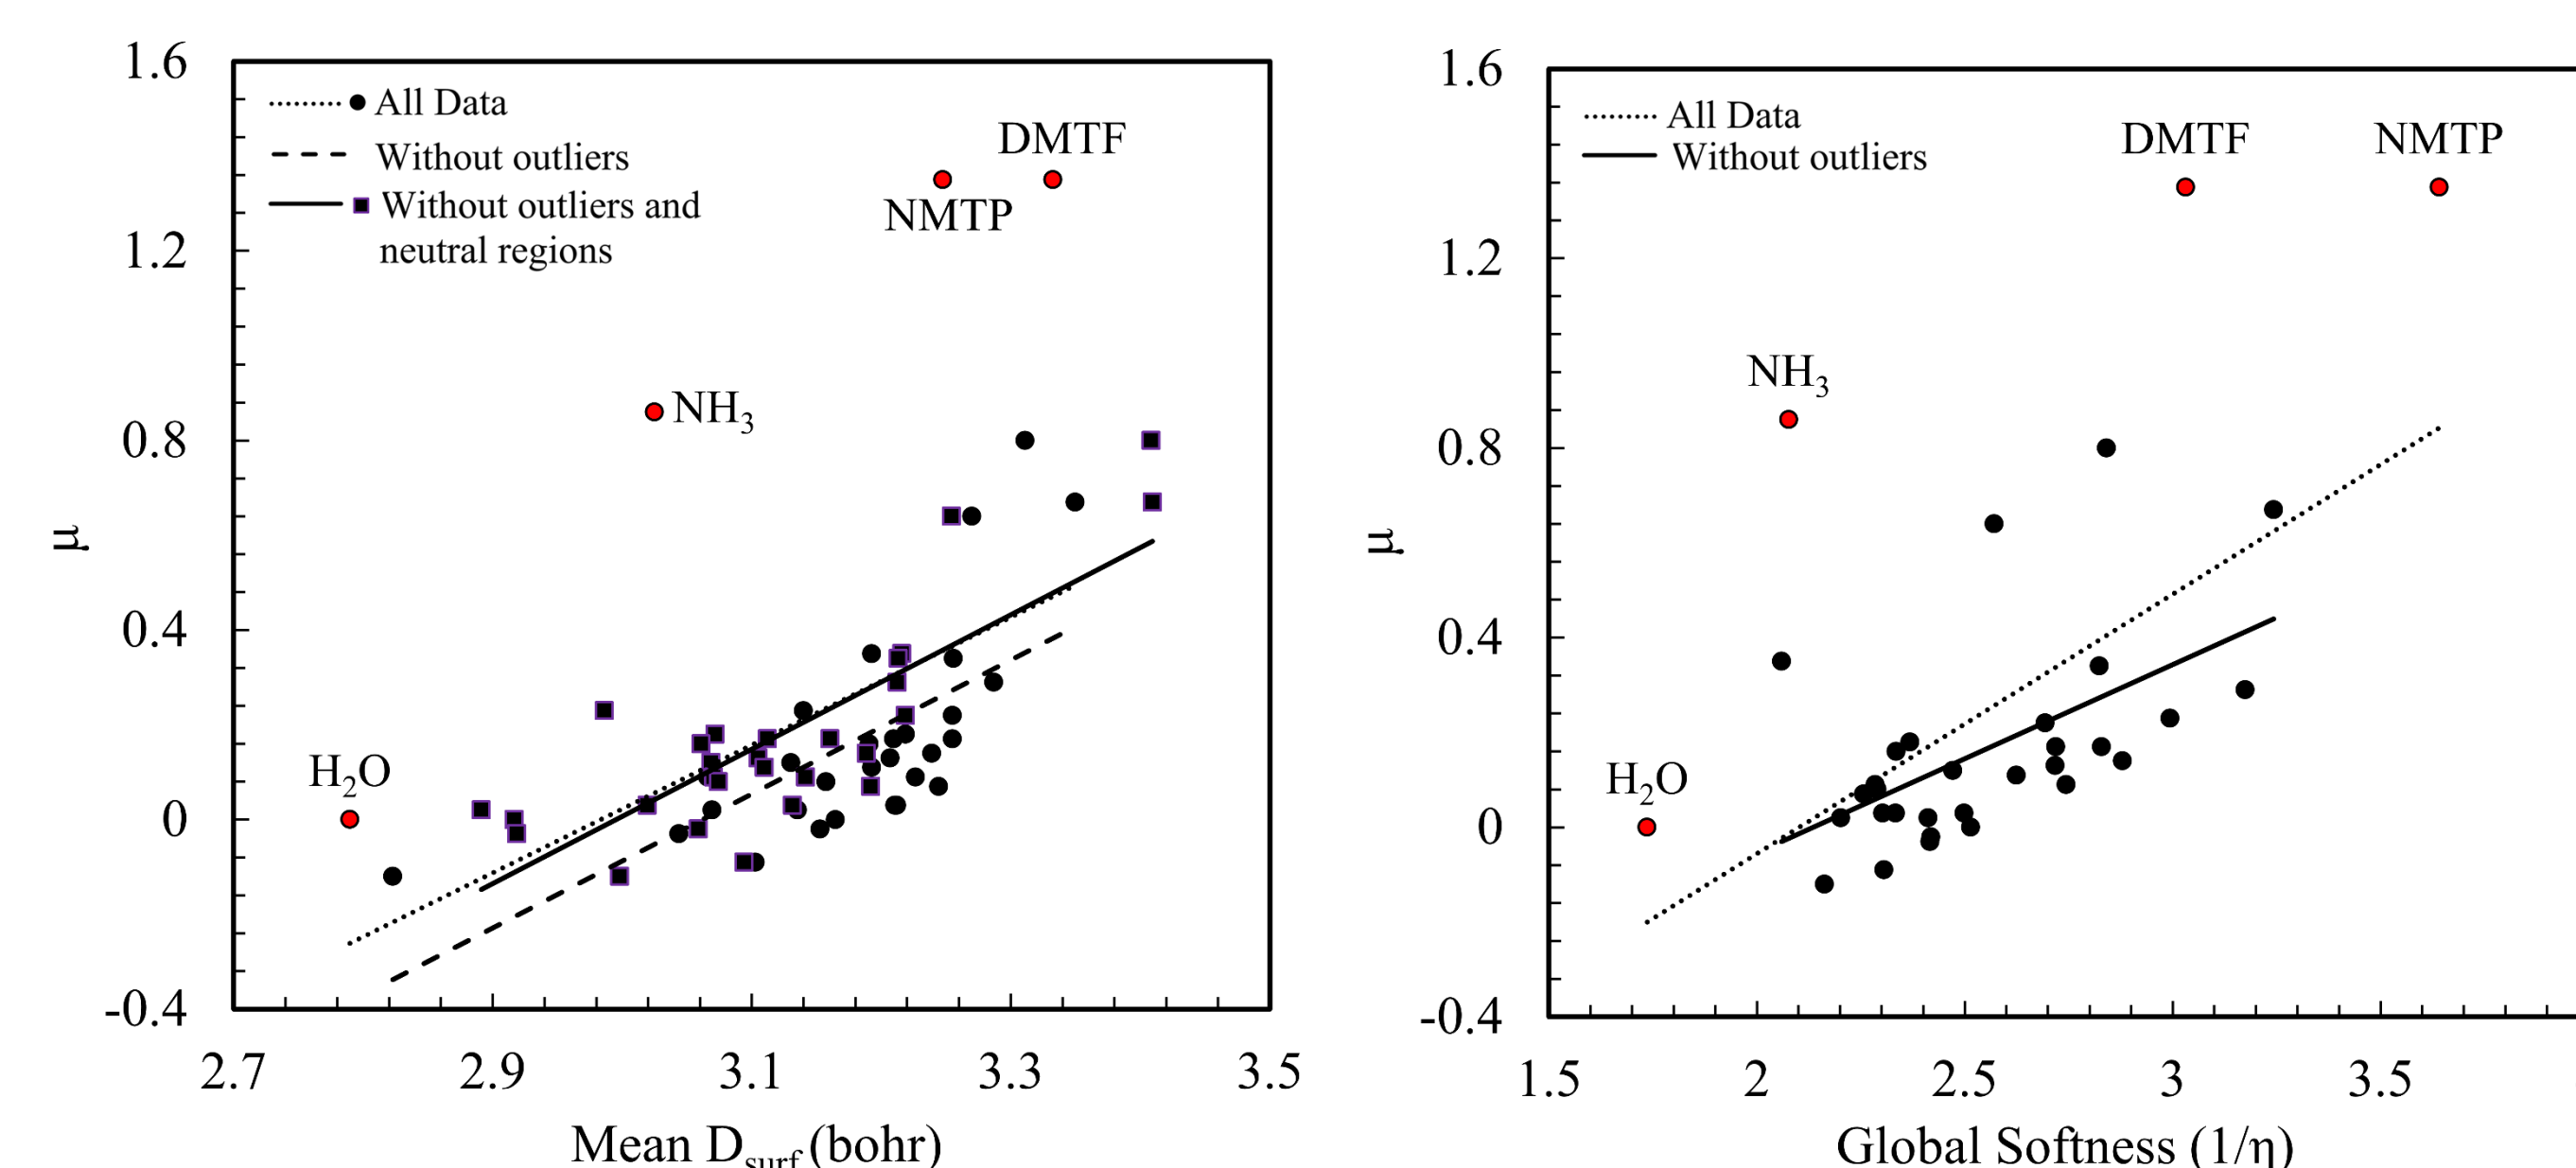 1.6
1.2
0.8
0.4
0
-0.4
μ
All Data
Without outliers
Without outliers and
neutral regions
DMTF
NMTP
NH3
H2O
2.7 2.9 3.1 3.3 3.5
Mean Dsurf (bohr)
1.6
1.2
0.8
0.4
0
-0.4
μ
All Data
Without outliers
DMTF NMTP
NH3
H2O
1.5 2 2.5 3 3.5
Global Softness (1/η)